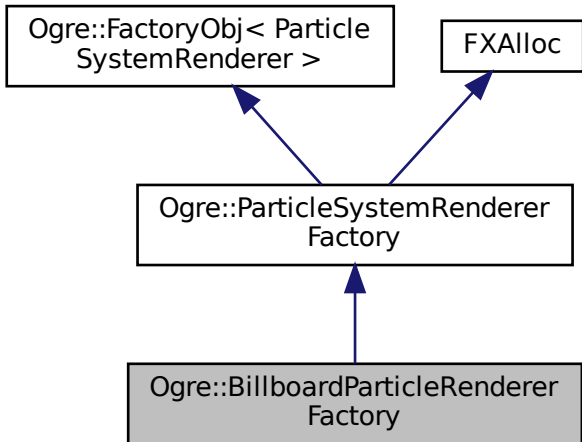 Ogre::FactoryObj< Particle
SystemRenderer >
FXAlloc
Ogre::ParticleSystemRenderer
Factory
Ogre::BillboardParticleRenderer
Factory